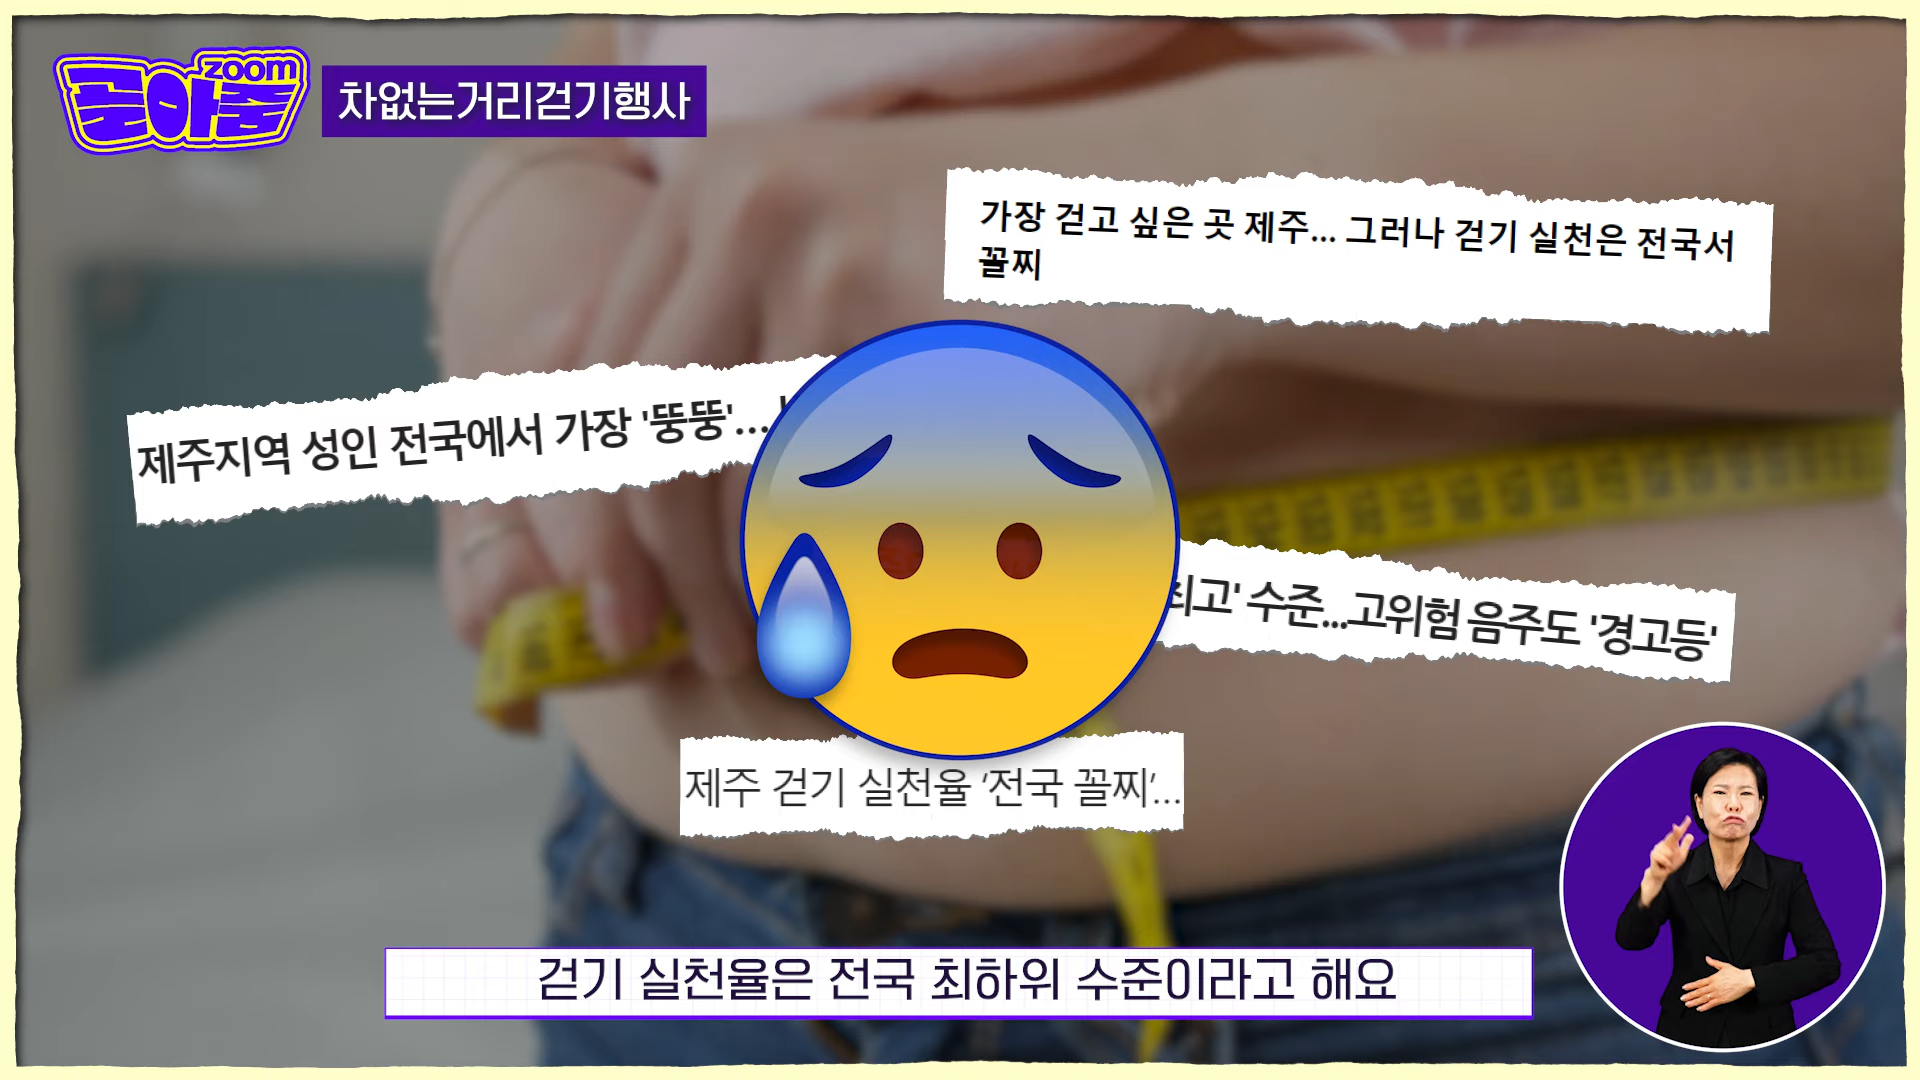 zoom
차없는거리걷기행사
가장 걷고 싶은 곳 제주... 그러나 걷기 실천은 전국서
꼴찌
제주지역 성인 전국에서 가장 '뚱뚱'...
수준...고위험 음주도 '경고등'
제주 걷기 실천율 '전국 꼴찌'...
걷기 실천율은 전국 최하위 수준이라고 해요